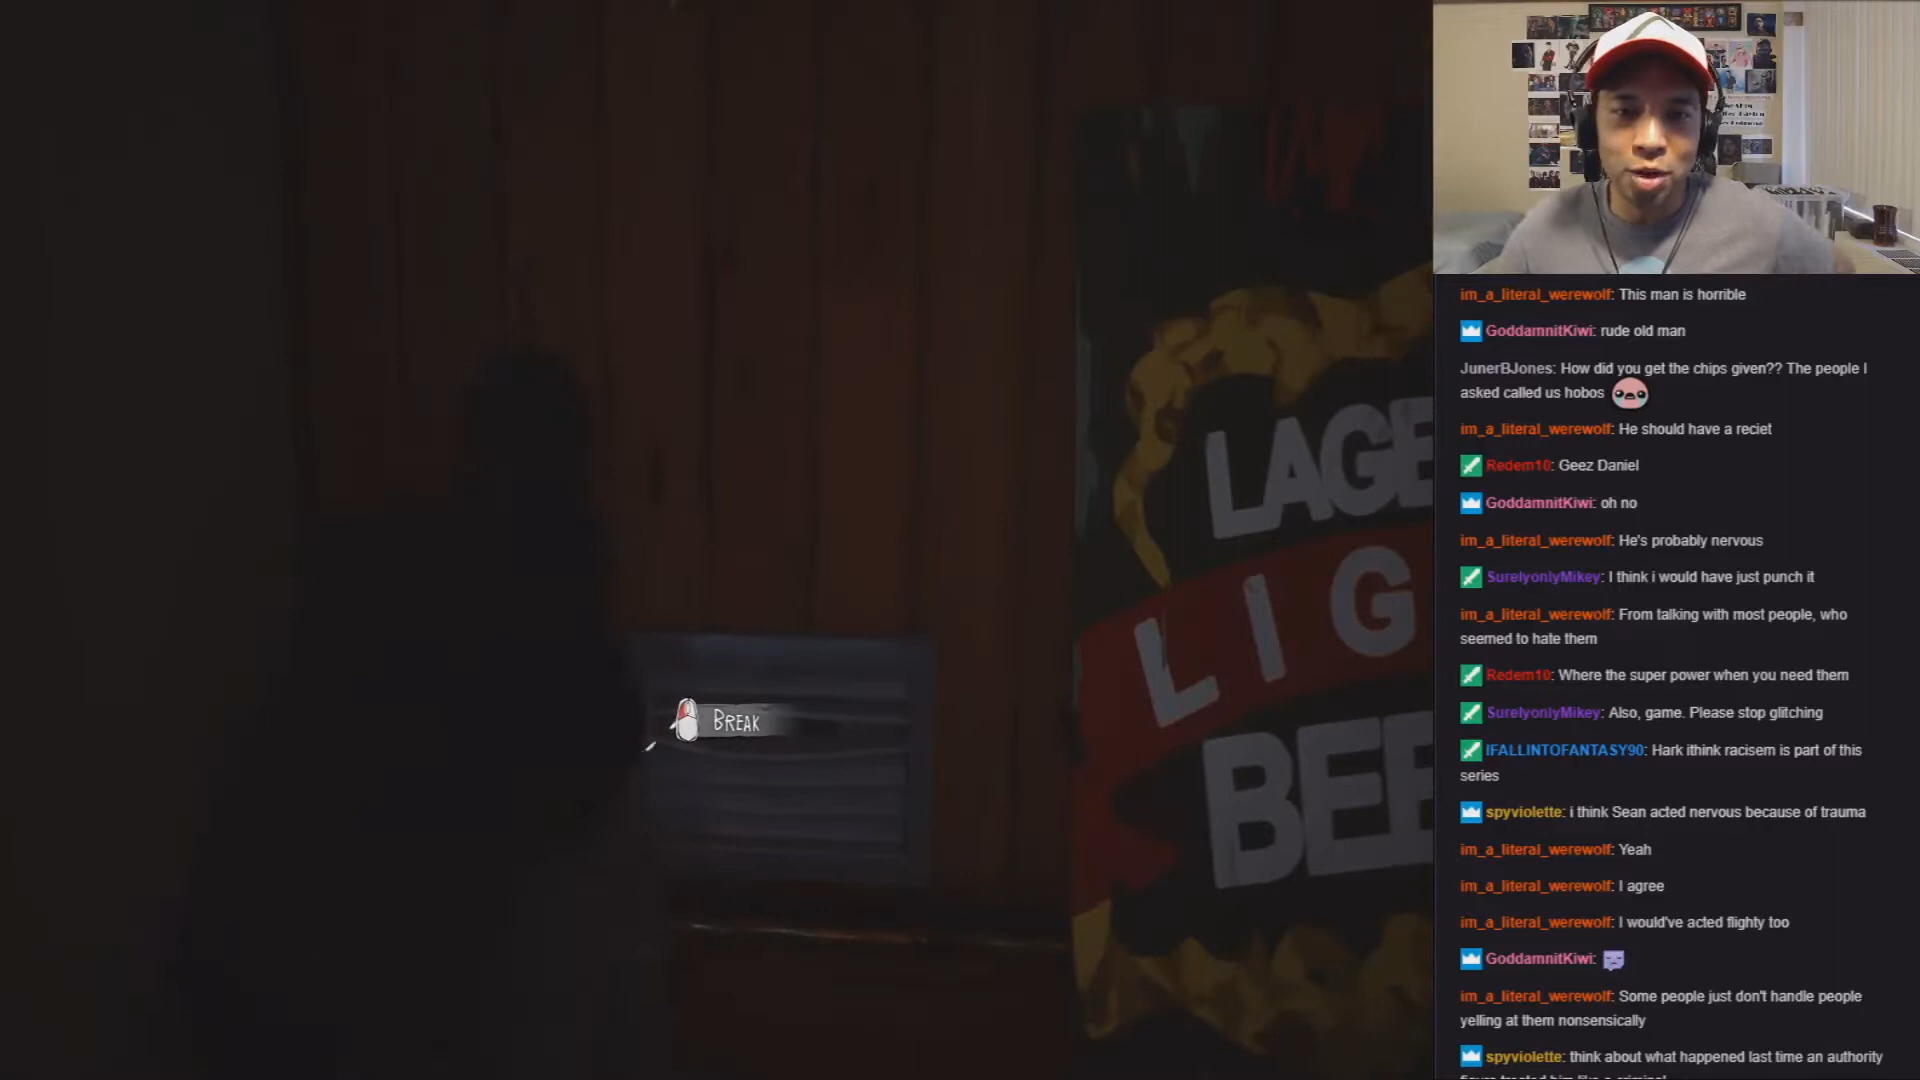 LAGE
LIG
BEE
BREAK
im_a_literal_werewolf: This man is horrible
GoddamnitKiwi: rude old man
JunerBJones: How did you get the chips given?? The people I
asked called us hobos
im_a_literal_werewolf: He should have a reciet
Redem10: Geez Daniel
GoddamnitKiwi: oh no
im_a_literal_werewolf: He's probably nervous
SurelyonlyMikey: I think i would have just punch it
im_a_literal_werewolf: From talking with most people, who
seemed to hate them
Redem10: Where the super power when you need them
SurelyonlyMikey: Also, game. Please stop glitching
IFALLINTOFANTASY90: Hark ithink racisem is part of this
series
spyviolette: i think Sean acted nervous because of trauma
im_a_literal_werewolf: Yeah
im_a_literal_werewolf: I agree
im_a_literal_werewolf: I would've acted flighty too
GoddamnitKiwi:
im_a_literal_werewolf: Some people just don't handle people
yelling at them nonsensically
spyviolette: think about what happened last time an authority